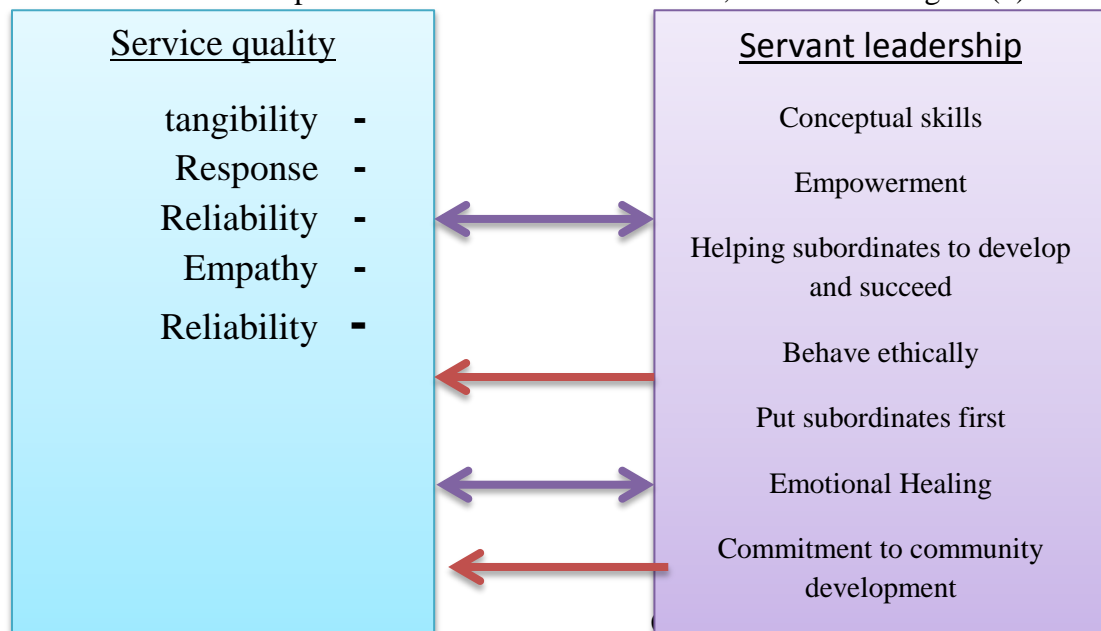 Service quality
tangibility -
Response -
Reliability -
Empathy -
Reliability -
Servant leadership
Conceptual skills
Empowerment
Helping subordinates to develop
and succeed
Behave ethically
Put subordinates first
Emotional Healing
Commitment to community
development